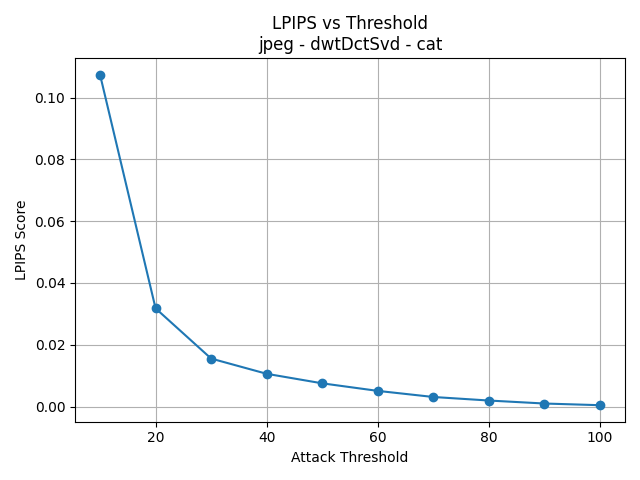 LPIPS vs Threshold
jpeg - dwtDctSvd - cat
0.10
0.08
0.06
0.04
0.02
0.00
LPIPS Score
20 40 60 80 100
Attack Threshold